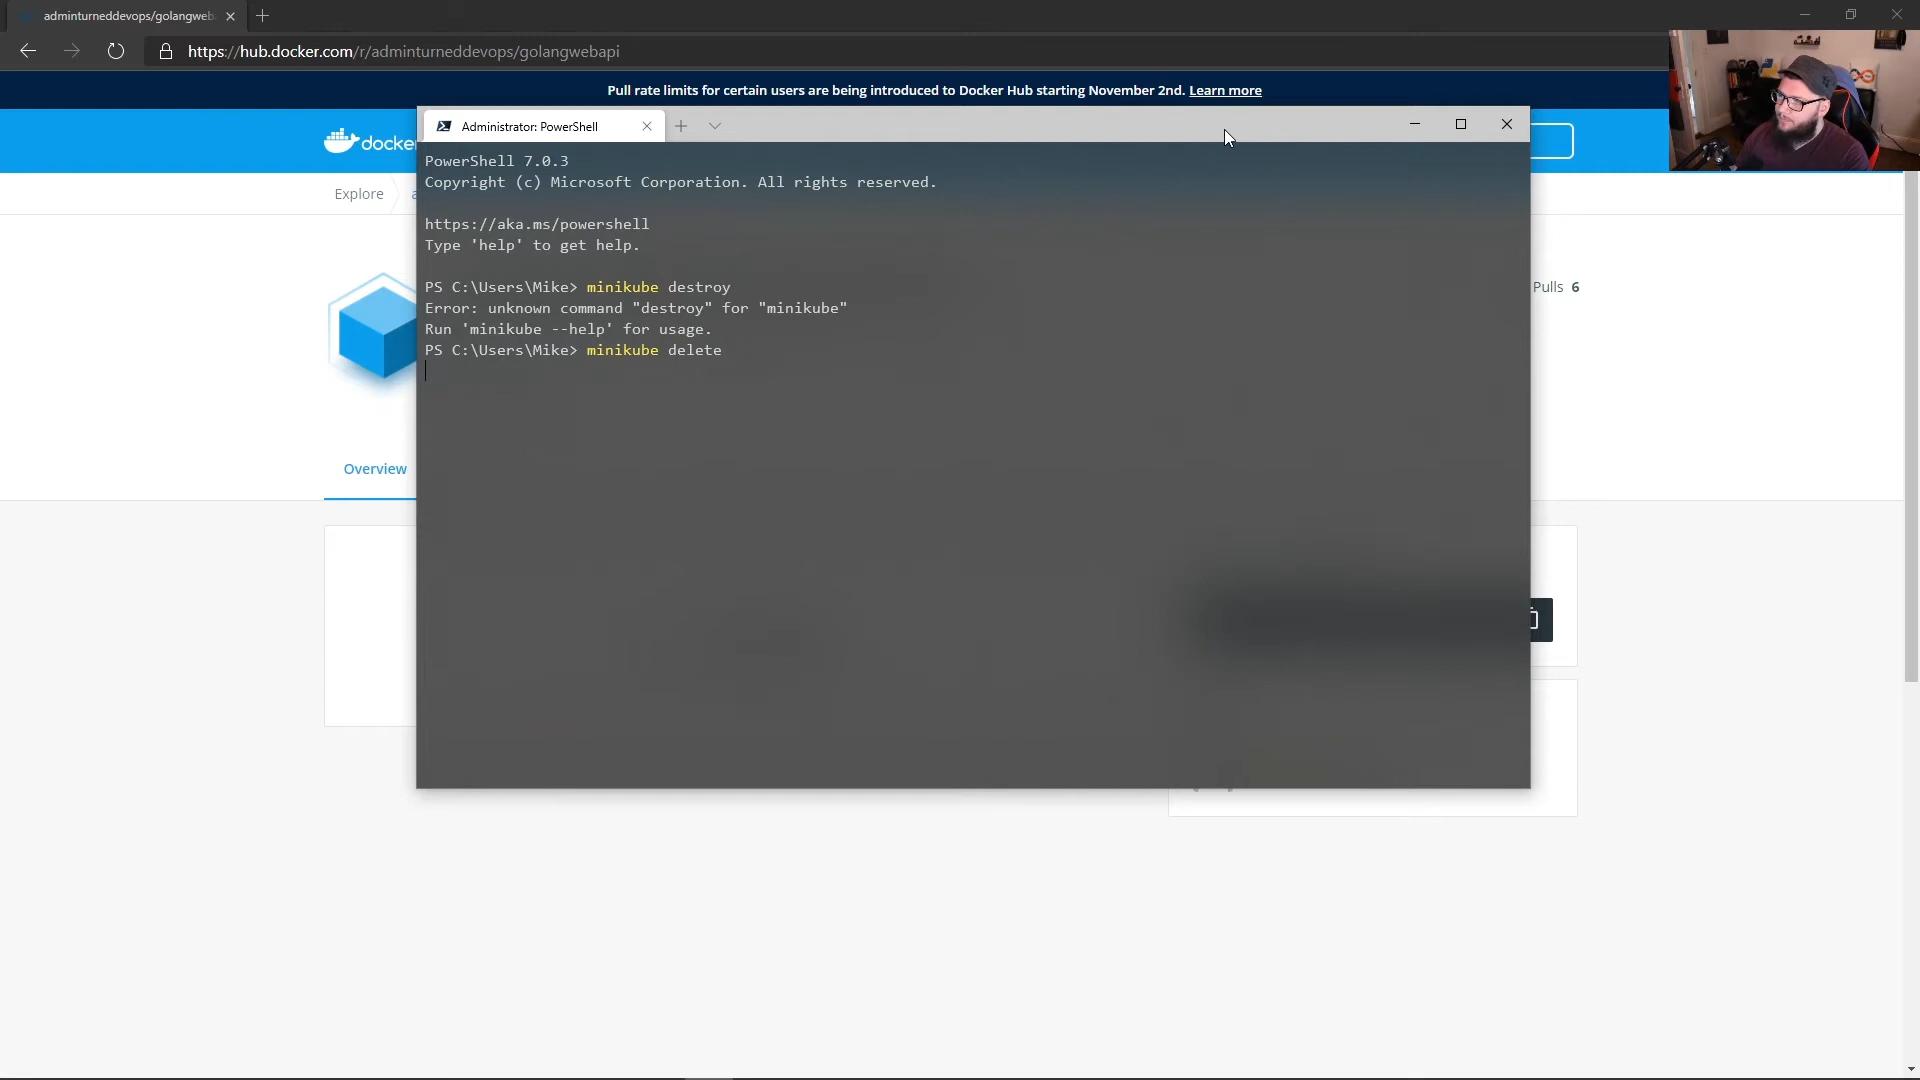 adminturneddevops/golangweb
https://hub.docker.com/r/adminturneddevops/golangwebapi
Pull rate limits for certain users are being introduced to Docker Hub starting November 2nd. Learn more
docke
Administrator: PowerShell
Explore
Pulls 6
Overview
PowerShell 7.0.3
Copyright (c) Microsoft Corporation. All rights reserved.
https://aka.ms/powershell
Type 'help' to get help.
PS C:\Users\Mike> minikube destroy
Error: unknown command "destroy" for "minikube"
Run 'minikube --help' for usage.
PS C:\Users\Mike> minikube delete